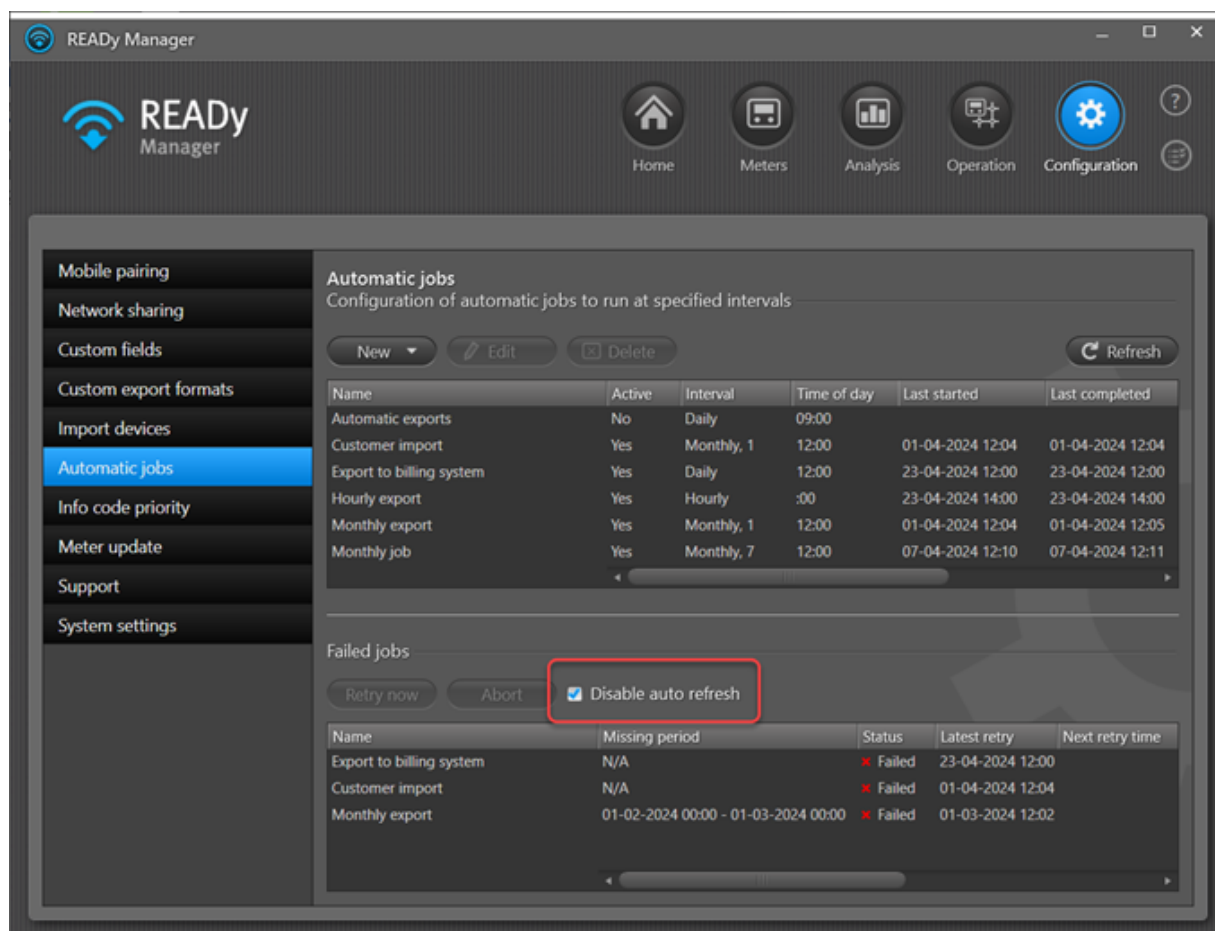 READy Manager
READy
Manager
Home Meters Analysis Operation Configuration
?
Mobile pairing
Network sharing
Custom fields
Custom export formats
Import devices
Automatic jobs
Info code priority
Meter update
Support
System settings
Automatic jobs
Configuration of automatic jobs to run at specified intervals
New Edit Delete Refresh
Name Active Interval Time of day Last started Last completed
Automatic exports No Daily 09:00
Customer import Yes Monthly, 1 12:00 01-04-2024 12:04 01-04-2024 12:04
Export to billing system Yes Daily 12:00 23-04-2024 12:00 23-04-2024 12:00
Hourly export Yes Hourly :00 23-04-2024 14:00 23-04-2024 14:00
Monthly export Yes Monthly, 1 12:00 01-04-2024 12:04 01-04-2024 12:05
Monthly job Yes Monthly, 7 12:00 07-04-2024 12:10 07-04-2024 12:11
Failed jobs
Retry now Abort Disable auto refresh
Name Missing period Status Latest retry Next retry time
Export to billing system N/A Failed 23-04-2024 12:00
Customer import N/A Failed 01-04-2024 12:04
Monthly export 01-02-2024 00:00 - 01-03-2024 00:00 Failed 01-03-2024 12:02